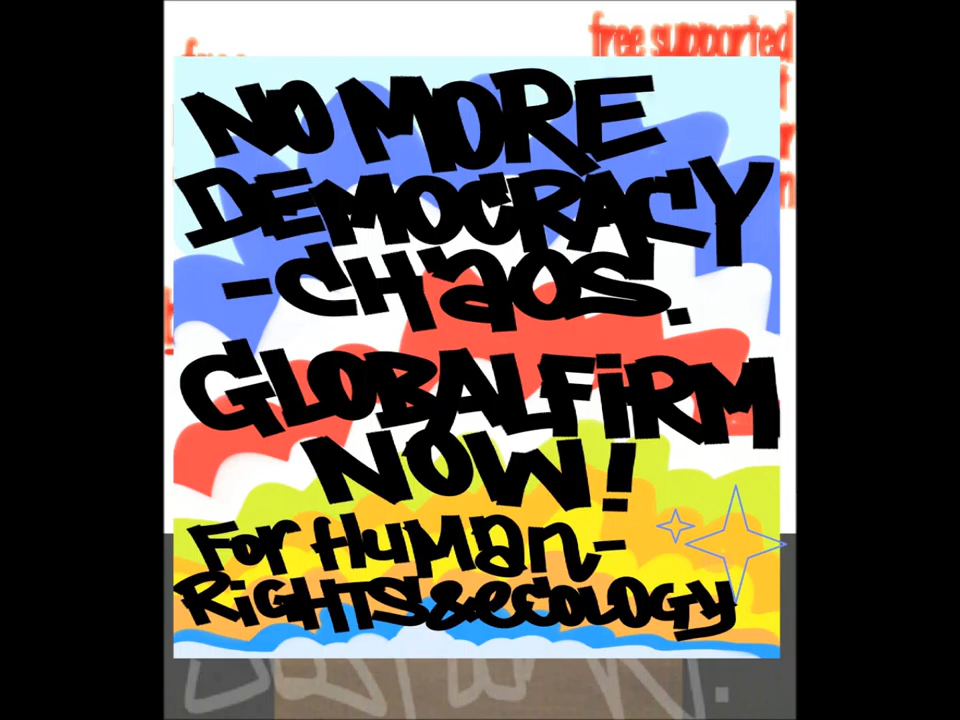 free supported
NO MORE
DEMOCRACY
-CHaOS.
GLOBALFiRM
NOW!
For HuMan-
RiGHTS&eCOLOGY